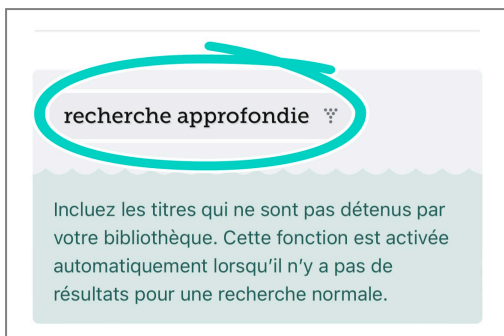 recherche approfondie
Incluez les titres qui ne sont pas détenus par
votre bibliothèque. Cette fonction est activée
automatiquement lorsqu’il n’y a pas de
résultats pour une recherche normale.